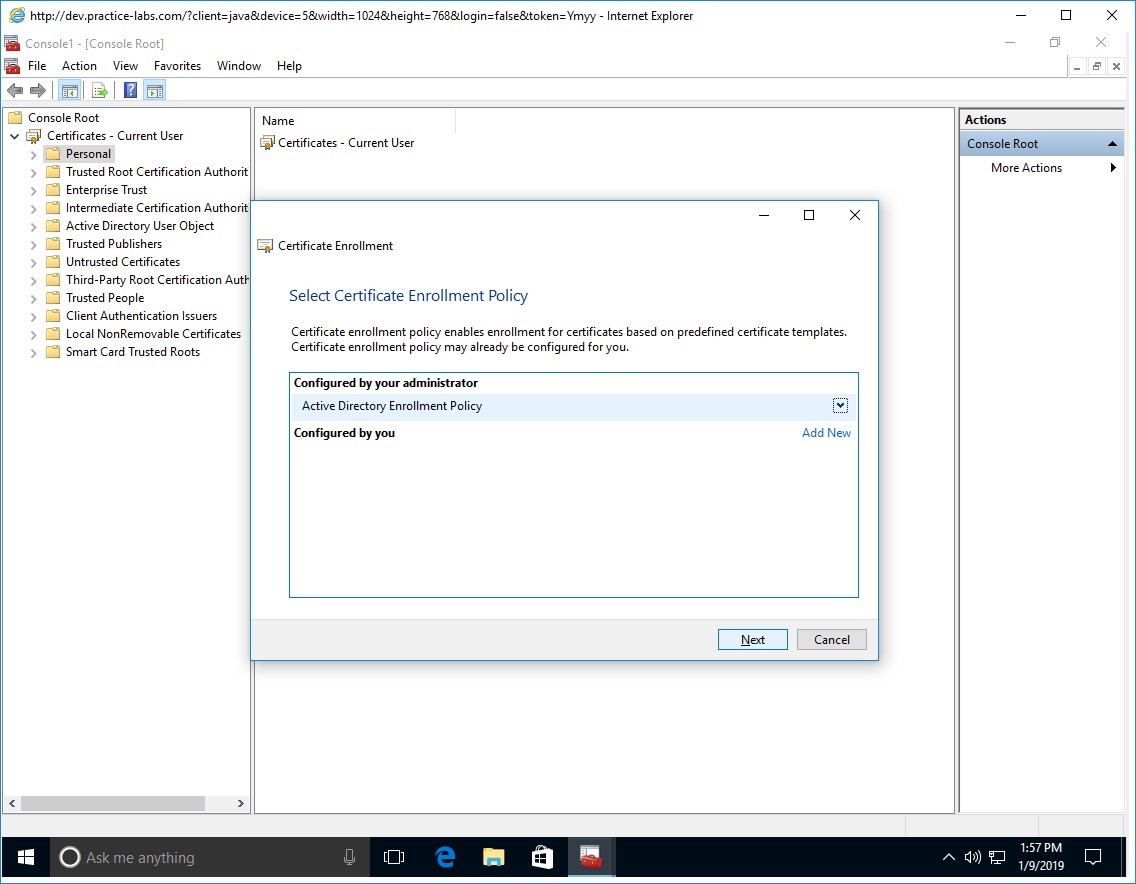 http://dev.practice-labs.com/?client=java&device=5&width=1024&height=768&login=false&token=Ymyy - Internet Explorer
Console1 - [Console Root]
File Action View Favorites Window Help
Console Root
Certificates - Current User
Personal
Trusted Root Certification Authorit
Enterprise Trust
Intermediate Certification Authorit
Active Directory User Object
Trusted Publishers
Untrusted Certificates
Third-Party Root Certification Auth
Trusted People
Client Authentication Issuers
Local NonRemovable Certificates
Smart Card Trusted Roots
Name
Certificates - Current User
Actions
Console Root
More Actions
Certificate Enrollment
Select Certificate Enrollment Policy
Certificate enrollment policy enables enrollment for certificates based on predefined certificate templates.
Certificate enrollment policy may already be configured for you.
Configured by your administrator
Active Directory Enrollment Policy
Configured by you Add New
Next Cancel
Ask me anything
1:57 PM
1/9/2019